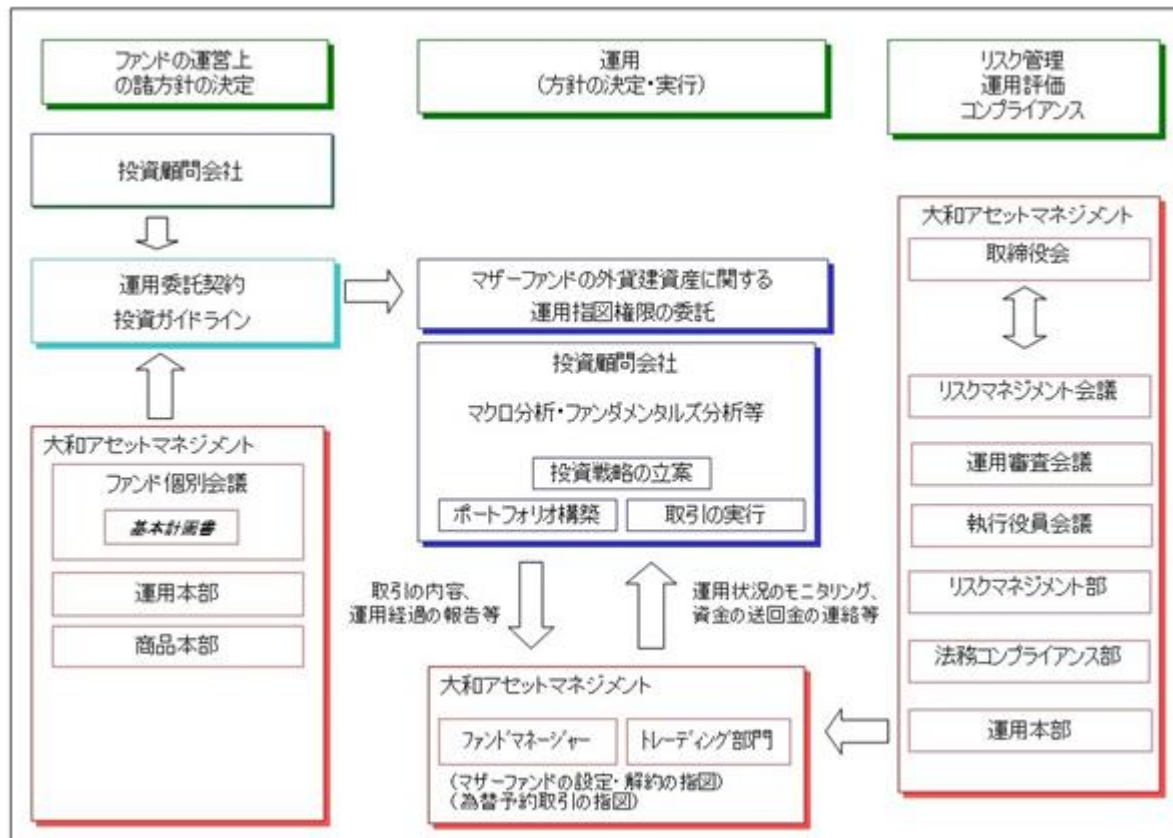 ファンドの運営上
の諸方針の決定
運用
(方針の決定・実行)
リスク管理
運用評価
コンプライアンス
投資顧問会社
運用委託契約
投資ガイドライン
マザーファンドの外貨建資産に関する
運用指図権限の委託
投資顧問会社
マクロ分析・ファンダメンタルズ分析等
投資戦略の立案
ポートフォリオ構築
取引の実行
大和アセットマネジメント
ファンド個別会議
基本計画書
運用本部
商品本部
取引の内容、
運用経過の報告等
運用状況のモニタリング、
資金の送回金の連絡等
大和アセットマネジメント
ファンドマネージャー
トレーディング部門
(マザーファンドの設定・解約の指図)
(為替予約取引の指図)
大和アセットマネジメント
取締役会
リスクマネジメント会議
運用審査会議
執行役員会議
リスクマネジメント部
法務コンプライアンス部
運用本部